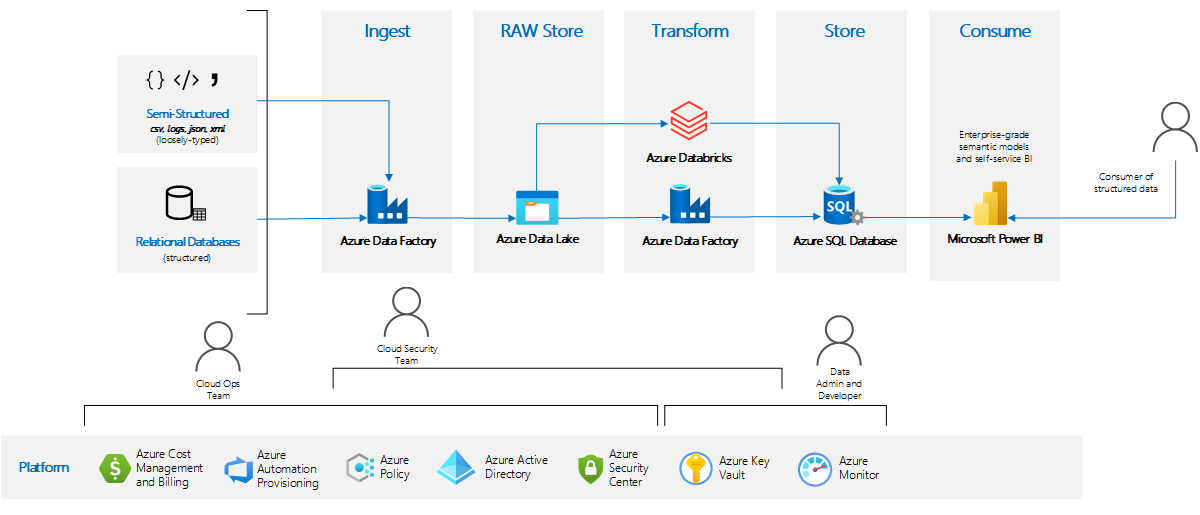 Ingest
RAW Store
Transform
Store
Consume
{} </> ,
Semi-Structured
csv, logs, json, xml
(loosely-typed)
Relational Databases
(structured)
Azure Data Factory
Azure Data Lake
Azure Databricks
Azure Data Factory
SQL
Azure SQL Database
Enterprise-grade
semantic models
and self-service BI
Microsoft Power BI
Consumer of
structured data
Cloud Ops
Team
Cloud Security
Team
Data
Admin and
Developer
Platform
$
Azure Cost
Management
and Billing
Azure
Automation
Provisioning
Azure
Policy
Azure Active
Directory
Azure
Security
Center
Azure Key
Vault
Azure
Monitor